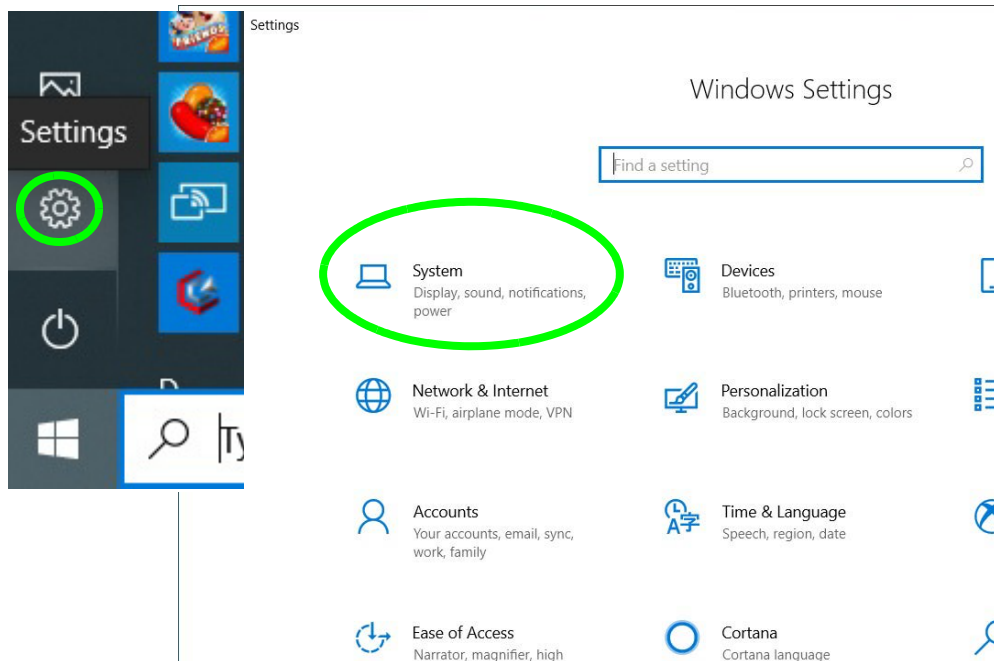 FRIENDS
Settings
Ty
Settings
Windows Settings
Find a setting
System
Display, sound, notifications,
power
Devices
Bluetooth, printers, mouse
Network & Internet
Wi-Fi, airplane mode, VPN
Personalization
Background, lock screen, colors
Accounts
Your accounts, email, sync,
work, family
Time & Language
Speech, region, date
Ease of Access
Narrator, magnifier, high
Cortana
Cortana language